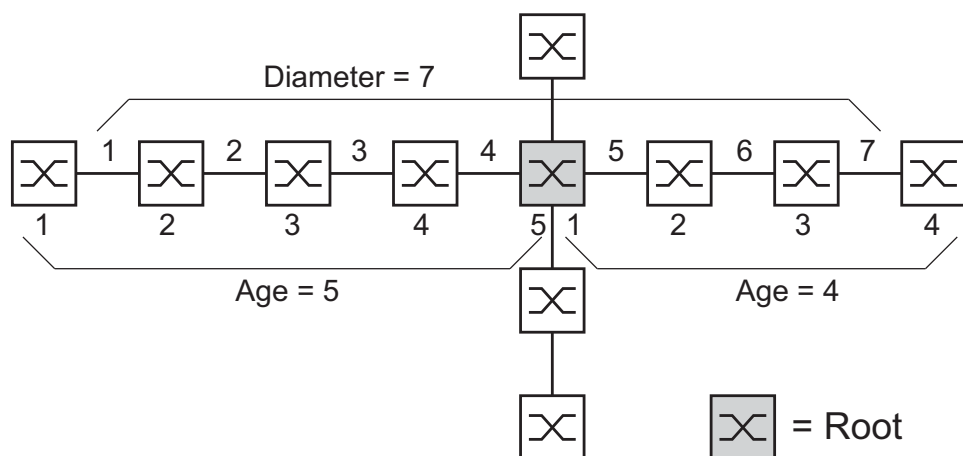 Diameter = 7
1 2 3 4 5 6 7
1 2 3 4 5 1 2 3 4
Age = 5 Age = 4
= Root